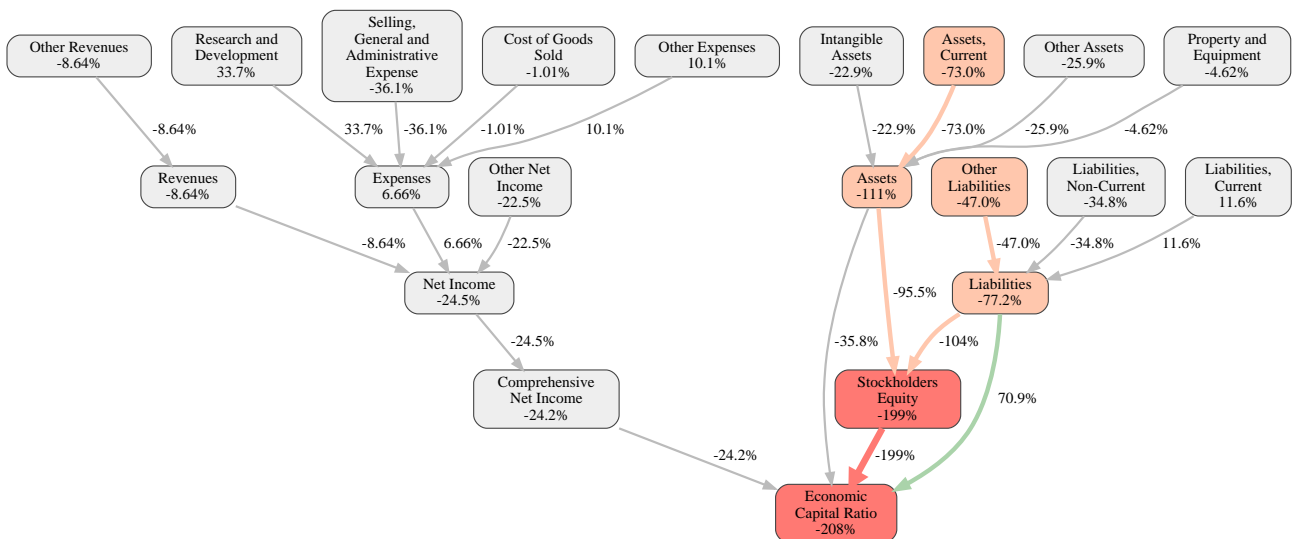 Other Revenues
-8.64%
Research and
Development
33.7%
Selling,
General and
Administrative
Expense
-36.1%
Cost of Goods
Sold
-1.01%
Other Expenses
10.1%
Intangible
Assets
-22.9%
Assets,
Current
-73.0%
Other Assets
-25.9%
Property and
Equipment
-4.62%
-8.64%
33.7%
-36.1%
-1.01%
10.1%
-22.9%
-73.0%
-25.9%
-4.62%
Revenues
-8.64%
Expenses
6.66%
Other Net
Income
-22.5%
Assets
-111%
Other
Liabilities
-47.0%
Liabilities,
Non-Current
-34.8%
Liabilities,
Current
11.6%
-8.64%
6.66%
-22.5%
-47.0%
-34.8%
11.6%
Net Income
-24.5%
-95.5%
Liabilities
-77.2%
-24.5%
-35.8%
-104%
Comprehensive
Net Income
-24.2%
Stockholders
Equity
-199%
70.9%
-24.2%
-199%
Economic
Capital Ratio
-208%